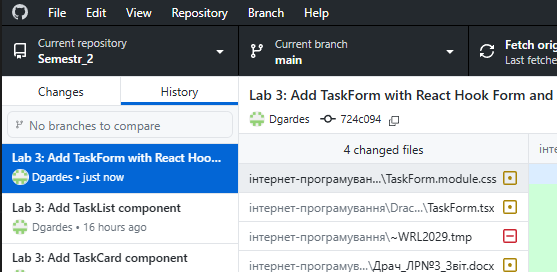 File Edit View Repository Branch Help
Current repository
Semestr_2
Current branch
main
Fetch orig
Last fetche
Changes
History
No branches to compare
Lab 3: Add TaskForm with React Hook Form and
Dgardes 724c094
4 changed files
Lab 3: Add TaskForm with React Hoo...
Dgardes • just now
Lab 3: Add TaskList component
Dgardes • 16 hours ago
Lab 3: Add TaskCard component
інтернет-програмуван...\TaskForm.module.css
інтернет-програмування\Drac...\TaskForm.tsx
інтернет-програмування\~WRL2029.tmp
інтернет-програмув...\Драч_ЛР№3_Звіт.docx
інте